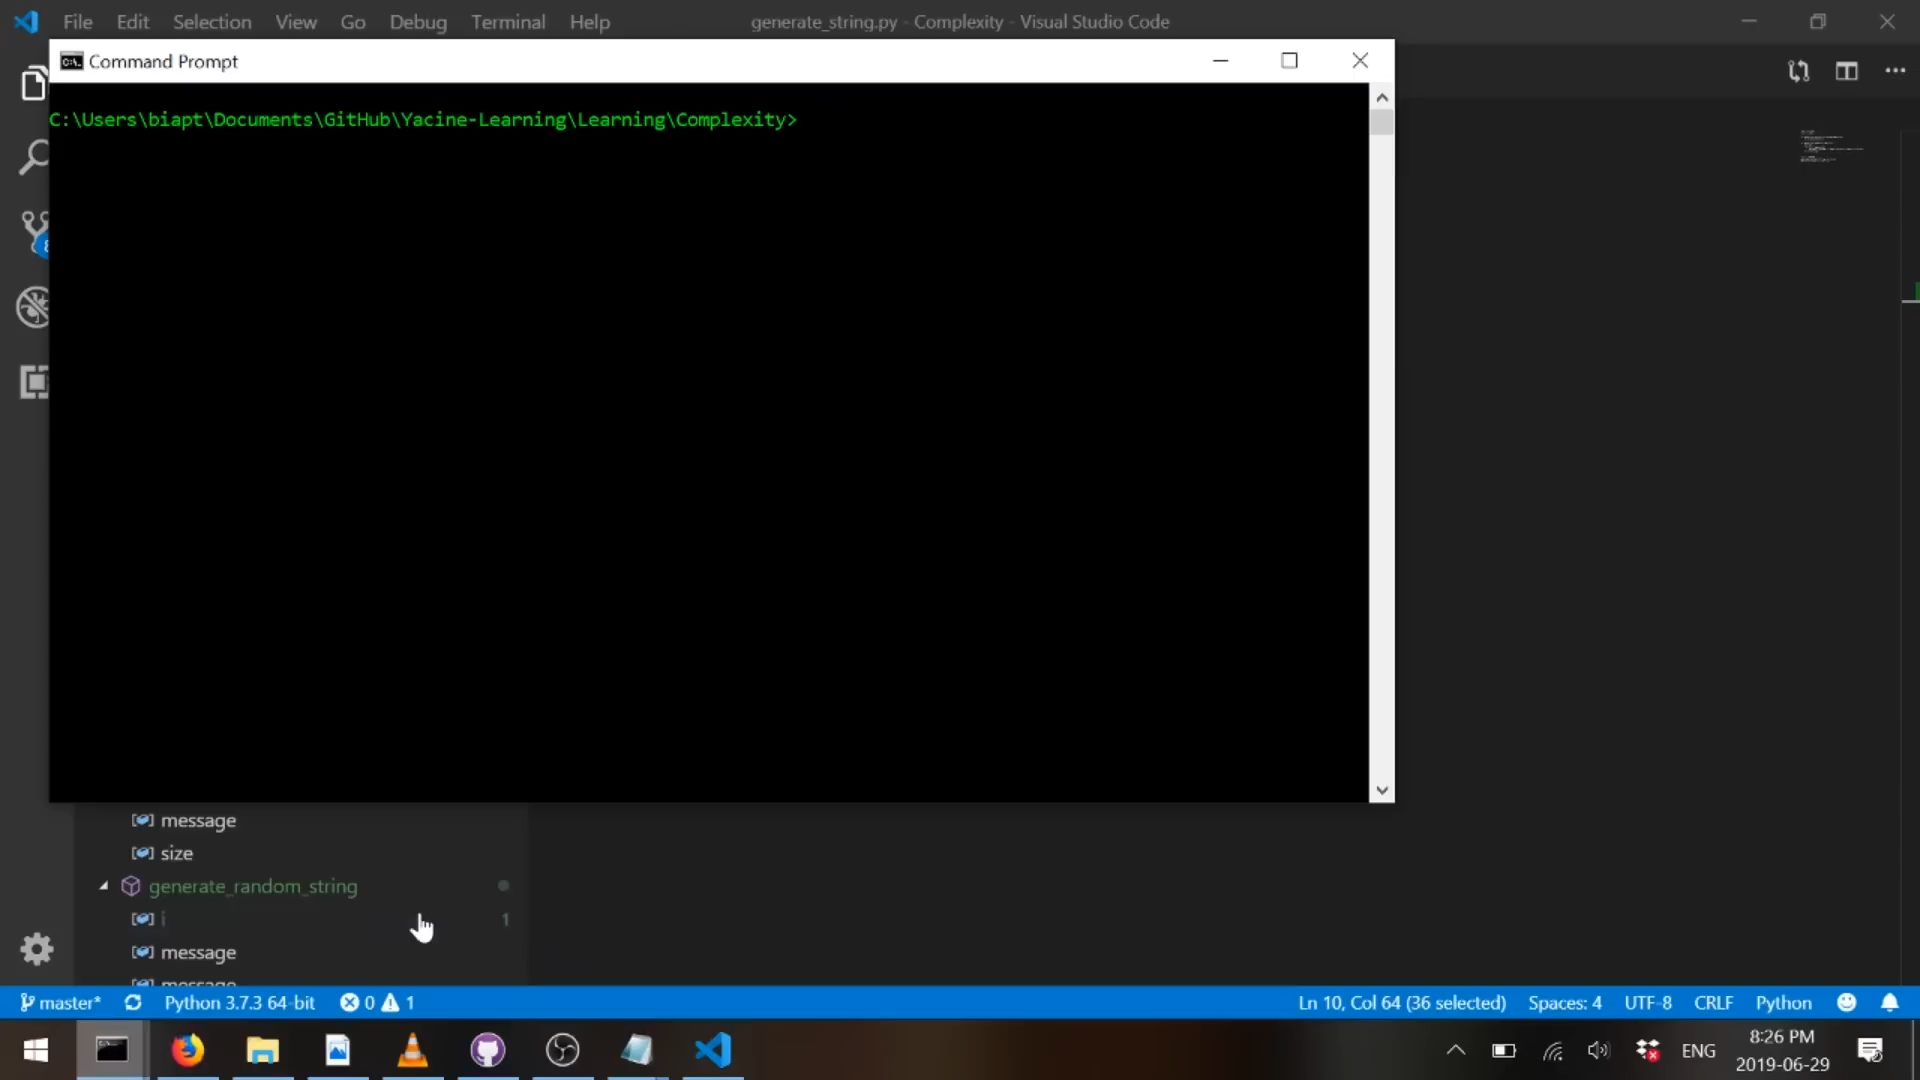 File Edit Selection View Go Debug Terminal Help generate_string.py - Complexity - Visual Studio Code
Command Prompt
C:\Users\biapt\Documents\GitHub\Yacine-Learning\Learning\Complexity>
message
size
generate_random_string
i 1
message
master* Python 3.7.3 64-bit 0 1 Ln 10, Col 64 (36 selected) Spaces: 4 UTF-8 CRLF Python
ENG
8:26 PM
2019-06-29